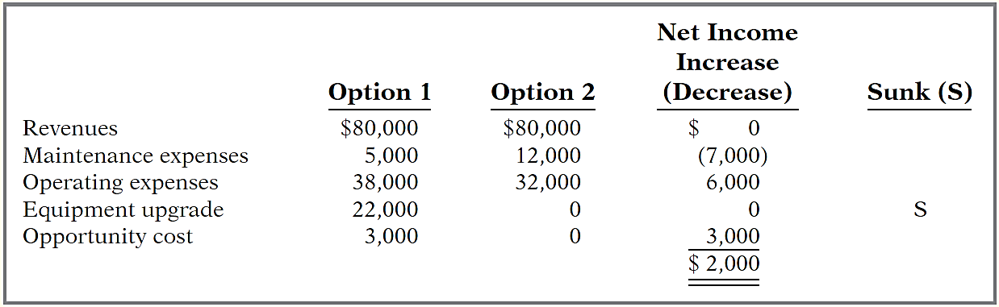 Net Income
Increase
Option 1 Option 2 (Decrease) Sunk (S)
Revenues $80,000 $80,000 $ 0
Maintenance expenses 5,000 12,000 (7,000)
Operating expenses 38,000 32,000 6,000
Equipment upgrade 22,000 0 0 S
Opportunity cost 3,000 0 3,000
$ 2,000